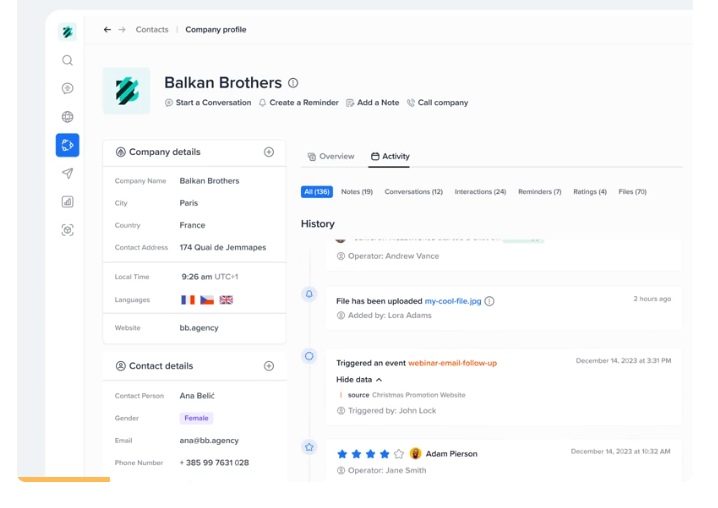 Contacts | Company profile
Balkan Brothers
Start a Conversation Create a Reminder Add a Note Call company
Company details
Company Name Balkan Brothers
City Paris
Country France
Contact Address 174 Quai de Jemmapes
Local Time 9:26 am UTC+1
Languages
Website bb.agency
Contact details
Contact Person Ana Belić
Gender Female
Email ana@bb.agency
Phone Number + 385 99 7631 028
Overview Activity
All (136) Notes (19) Conversations (12) Interactions (24) Reminders (7) Ratings (4) Files (70)
History
Operator: Andrew Vance
File has been uploaded my-cool-file.jpg 2 hours ago
Added by: Lora Adams
Triggered an event webinar-email-follow-up December 14, 2023 at 3:31 PM
Hide data
source Christmas Promotion Website
Triggered by: John Lock
Adam Pierson December 14, 2023 at 10:32 AM
Operator: Jane Smith